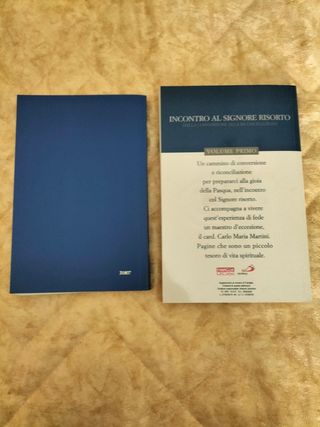 INCONTRO AL SIGNORE RISORTO
VOLUME PRIMO
Un cammino di conversione
e riconciliazione
per prepararci alla gioia
della Pasqua, nell'incontro
col Signore risorto.
Ci accompagna a vivere
quest'esperienza di fede
un maestro d'eccezione,
il card. Carlo Maria Martini.
Pagine che sono un piccolo
tesoro di vita spirituale.